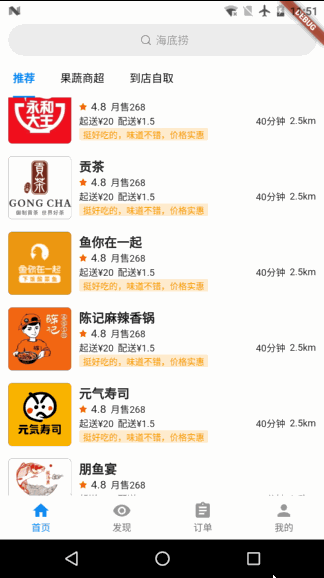 DEBUG
海底捞
推荐 果蔬商超 到店自取
永和
大王
4.8 月售268
起送¥20 配送¥1.5 40分钟 2.5km
挺好吃的，味道不错，价格实惠
貢茶
GONG CHA
御制貢茶 世界好茶
贡茶
4.8 月售268
起送¥20 配送¥1.5 40分钟 2.5km
挺好吃的，味道不错，价格实惠
鱼你在一起
鱼你在一起
4.8 月售268
起送¥20 配送¥1.5 40分钟 2.5km
挺好吃的，味道不错，价格实惠
陈记
陈记麻辣香锅
4.8 月售268
起送¥20 配送¥1.5 40分钟 2.5km
挺好吃的，味道不错，价格实惠
元气寿司
元气寿司
4.8 月售268
起送¥20 配送¥1.5 40分钟 2.5km
挺好吃的，味道不错，价格实惠
朋鱼宴
4.8 月售268
首页 发现 订单 我的